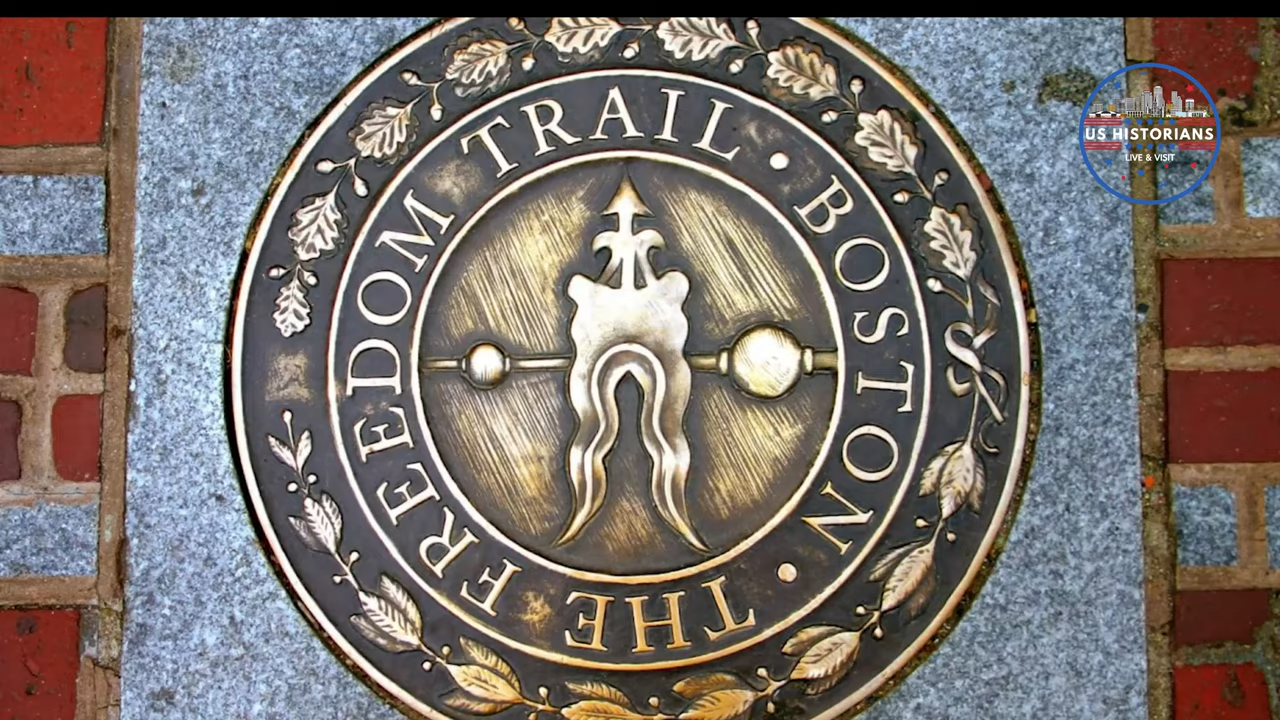 THE FREEDOM TRAIL • BOSTON •
US HISTORIANS
LIVE & VISIT